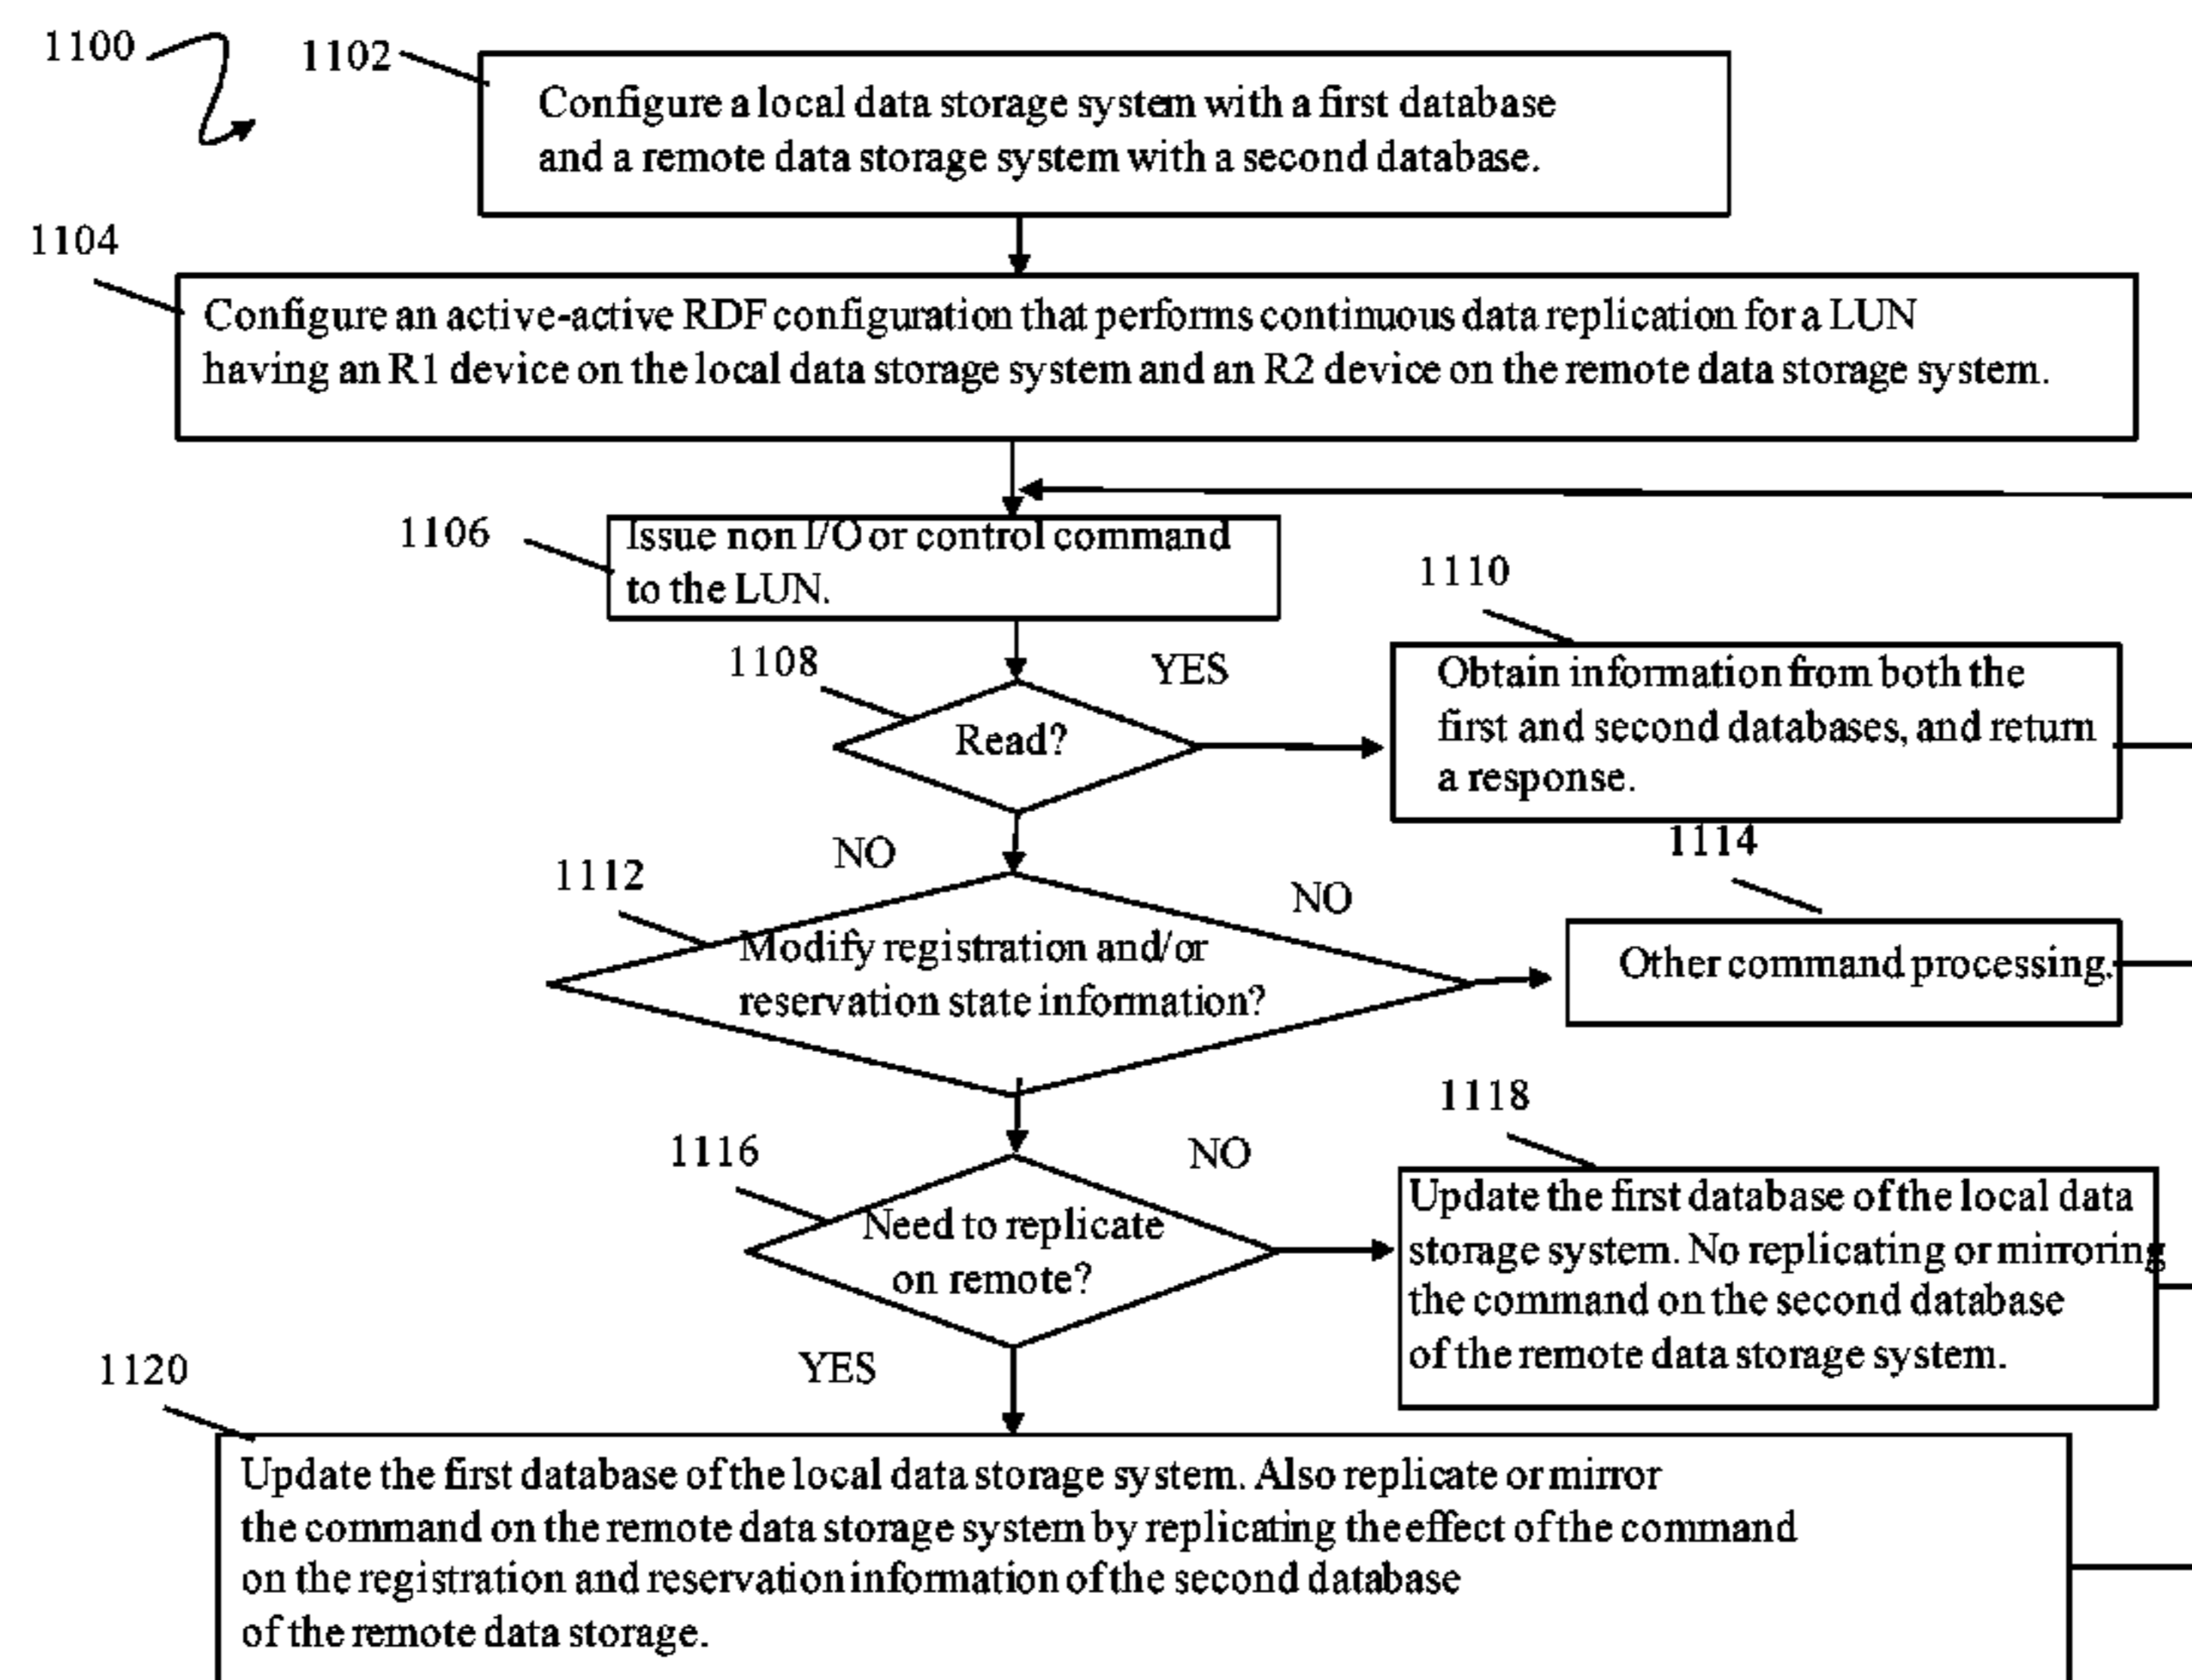 1100
1102
Configure a local data storage system with a first database
and a remote data storage system with a second database.
1104
Configure an active-active RDF configuration that performs continuous data replication for a LUN
having an R1 device on the local data storage system and an R2 device on the remote data storage system.
1106
Issue non I/O or control command
to the LUN.
1108
Read?
YES
1110
Obtain information from both the
first and second databases, and return
a response.
NO
1112
Modify registration and/or
reservation state information?
NO
1114
Other command processing.
1116
Need to replicate
on remote?
NO
1118
Update the first database of the local data
storage system. No replicating or mirroring
the command on the second database
of the remote data storage system.
YES
1120
Update the first database of the local data storage system. Also replicate or mirror
the command on the remote data storage system by replicating the effect of the command
on the registration and reservation information of the second database
of the remote data storage.